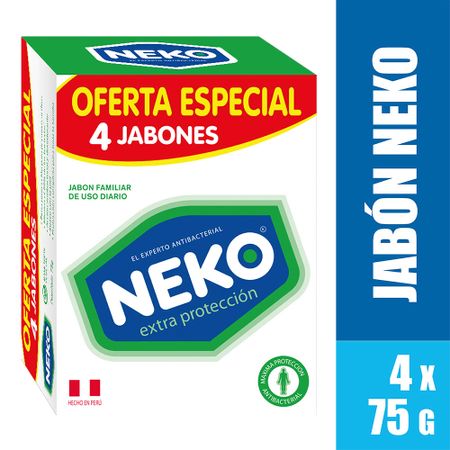 NEKO
OFERTA ESPECIAL
4 JABONES
JABON FAMILIAR
DE USO DIARIO
EL EXPERTO ANTIBACTERIAL
NEKO
extra protección
MAXIMA PROTECCIÓN
ANTIBACTERIAL
HECHO EN PERÚ
OFERTA ESPECIAL
4 JABONES
NEKO
JABÓN NEKO
4 x
75 G